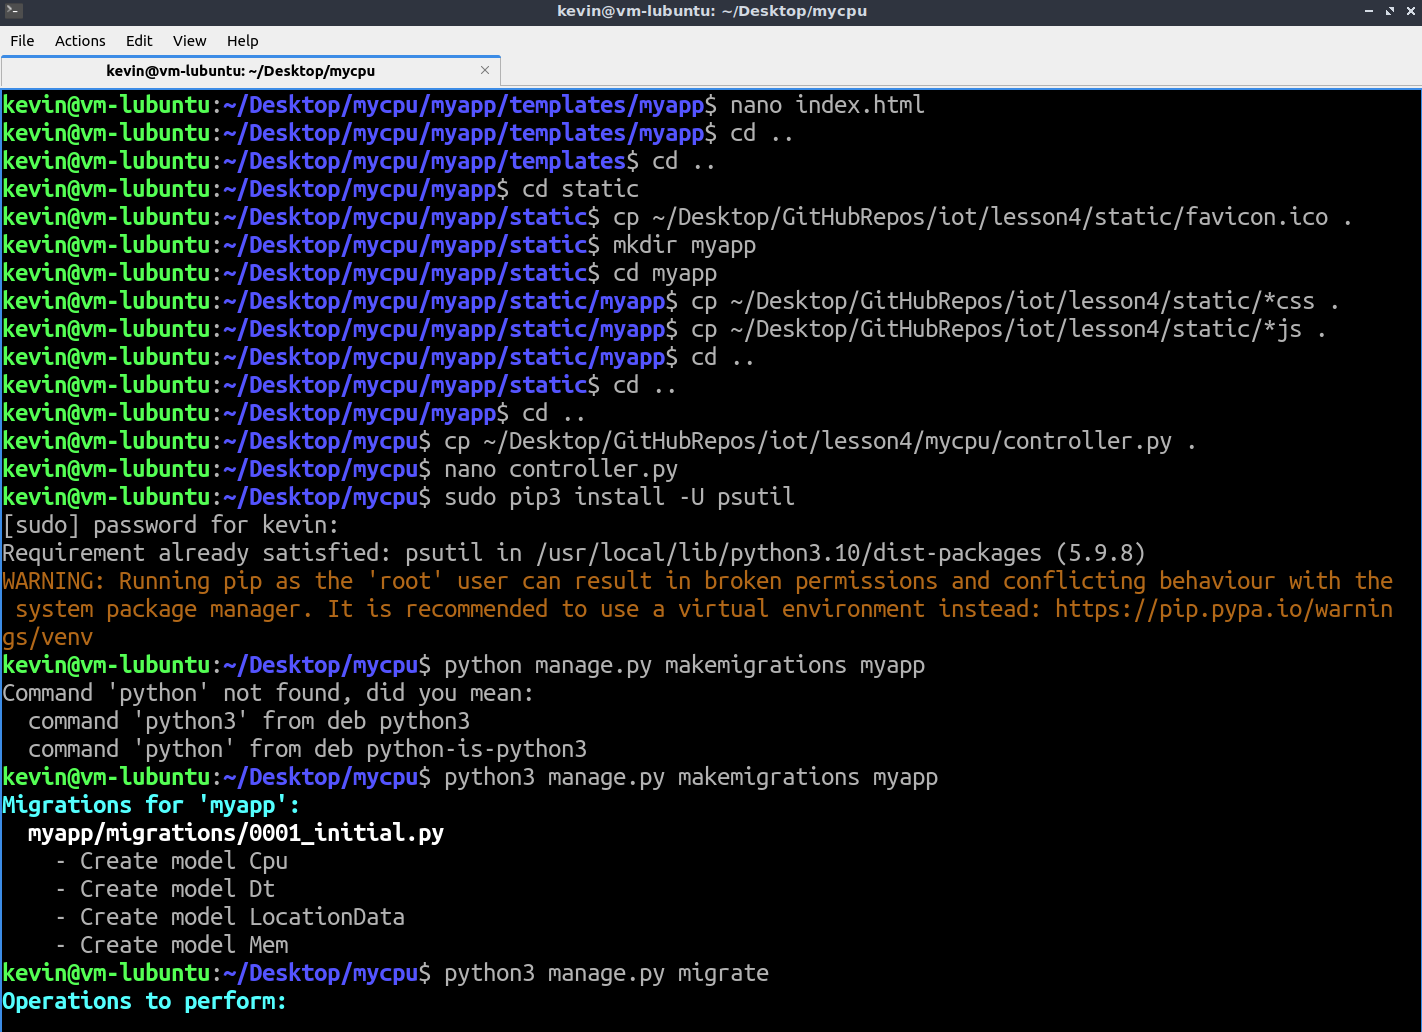 kevin@vm-lubuntu: ~/Desktop/mycpu
File Actions Edit View Help
kevin@vm-lubuntu: ~/Desktop/mycpu
kevin@vm-lubuntu:~/Desktop/mycpu/myapp/templates/myapp$ nano index.html
kevin@vm-lubuntu:~/Desktop/mycpu/myapp/templates/myapp$ cd ..
kevin@vm-lubuntu:~/Desktop/mycpu/myapp/templates$ cd ..
kevin@vm-lubuntu:~/Desktop/mycpu/myapp$ cd static
kevin@vm-lubuntu:~/Desktop/mycpu/myapp/static$ cp ~/Desktop/GitHubRepos/iot/lesson4/static/favicon.ico .
kevin@vm-lubuntu:~/Desktop/mycpu/myapp/static$ mkdir myapp
kevin@vm-lubuntu:~/Desktop/mycpu/myapp/static$ cd myapp
kevin@vm-lubuntu:~/Desktop/mycpu/myapp/static/myapp$ cp ~/Desktop/GitHubRepos/iot/lesson4/static/*css .
kevin@vm-lubuntu:~/Desktop/mycpu/myapp/static/myapp$ cp ~/Desktop/GitHubRepos/iot/lesson4/static/*js .
kevin@vm-lubuntu:~/Desktop/mycpu/myapp/static/myapp$ cd ..
kevin@vm-lubuntu:~/Desktop/mycpu/myapp/static$ cd ..
kevin@vm-lubuntu:~/Desktop/mycpu/myapp$ cd ..
kevin@vm-lubuntu:~/Desktop/mycpu$ cp ~/Desktop/GitHubRepos/iot/lesson4/mycpu/controller.py .
kevin@vm-lubuntu:~/Desktop/mycpu$ nano controller.py
kevin@vm-lubuntu:~/Desktop/mycpu$ sudo pip3 install -U psutil
[sudo] password for kevin:
Requirement already satisfied: psutil in /usr/local/lib/python3.10/dist-packages (5.9.8)
WARNING: Running pip as the 'root' user can result in broken permissions and conflicting behaviour with the
 system package manager. It is recommended to use a virtual environment instead: https://pip.pypa.io/warnin
gs/venv
kevin@vm-lubuntu:~/Desktop/mycpu$ python manage.py makemigrations myapp
Command 'python' not found, did you mean:
  command 'python3' from deb python3
  command 'python' from deb python-is-python3
kevin@vm-lubuntu:~/Desktop/mycpu$ python3 manage.py makemigrations myapp
Migrations for 'myapp':
  myapp/migrations/0001_initial.py
    - Create model Cpu
    - Create model Dt
    - Create model LocationData
    - Create model Mem
kevin@vm-lubuntu:~/Desktop/mycpu$ python3 manage.py migrate
Operations to perform: